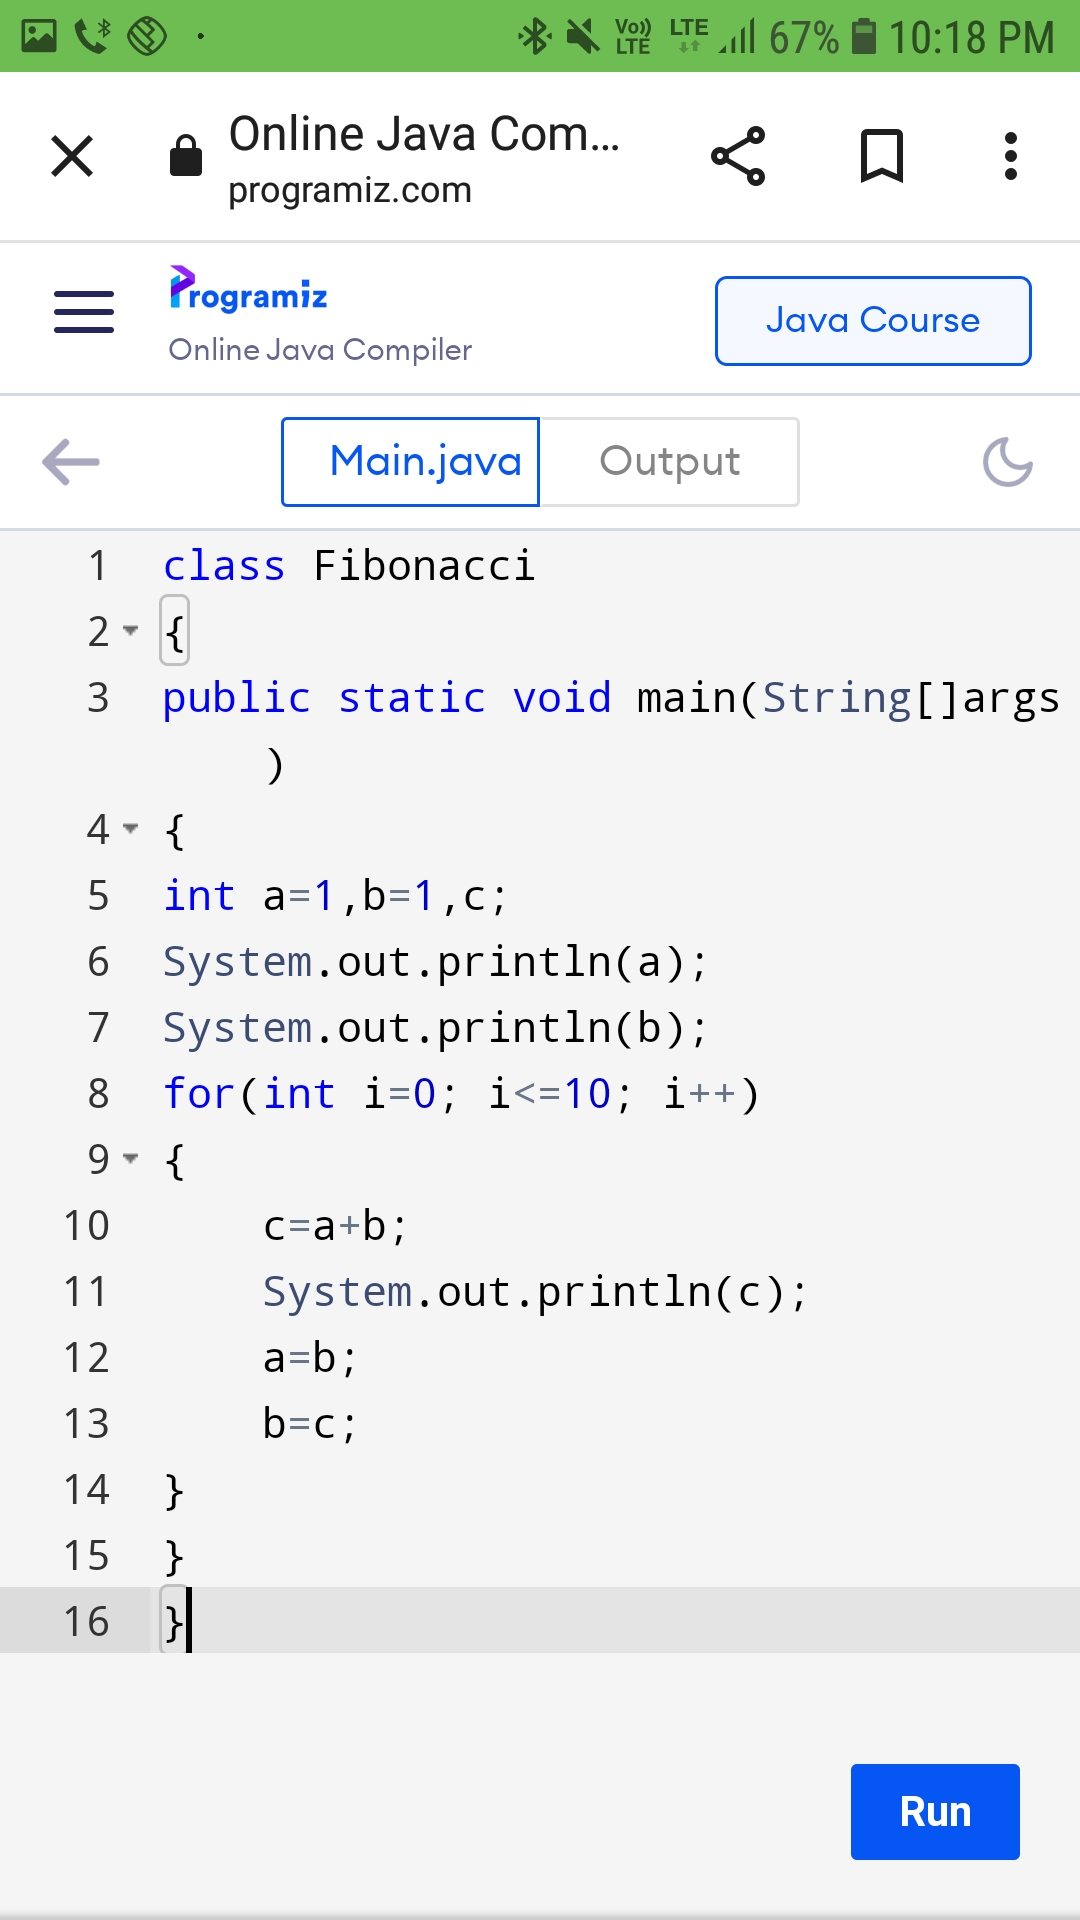 Vo)) LTE LTE 67% 10:18 PM
Online Java Com...
programiz.com
Programiz
Online Java Compiler
Java Course
Main.java Output
1 class Fibonacci
2 {
3 public static void main(String[]args
)
4 {
5 int a=1,b=1,c;
6 System.out.println(a);
7 System.out.println(b);
8 for(int i=0; i<=10; i++)
9 {
10 c=a+b;
11 System.out.println(c);
12 a=b;
13 b=c;
14 }
15 }
16 }
Run